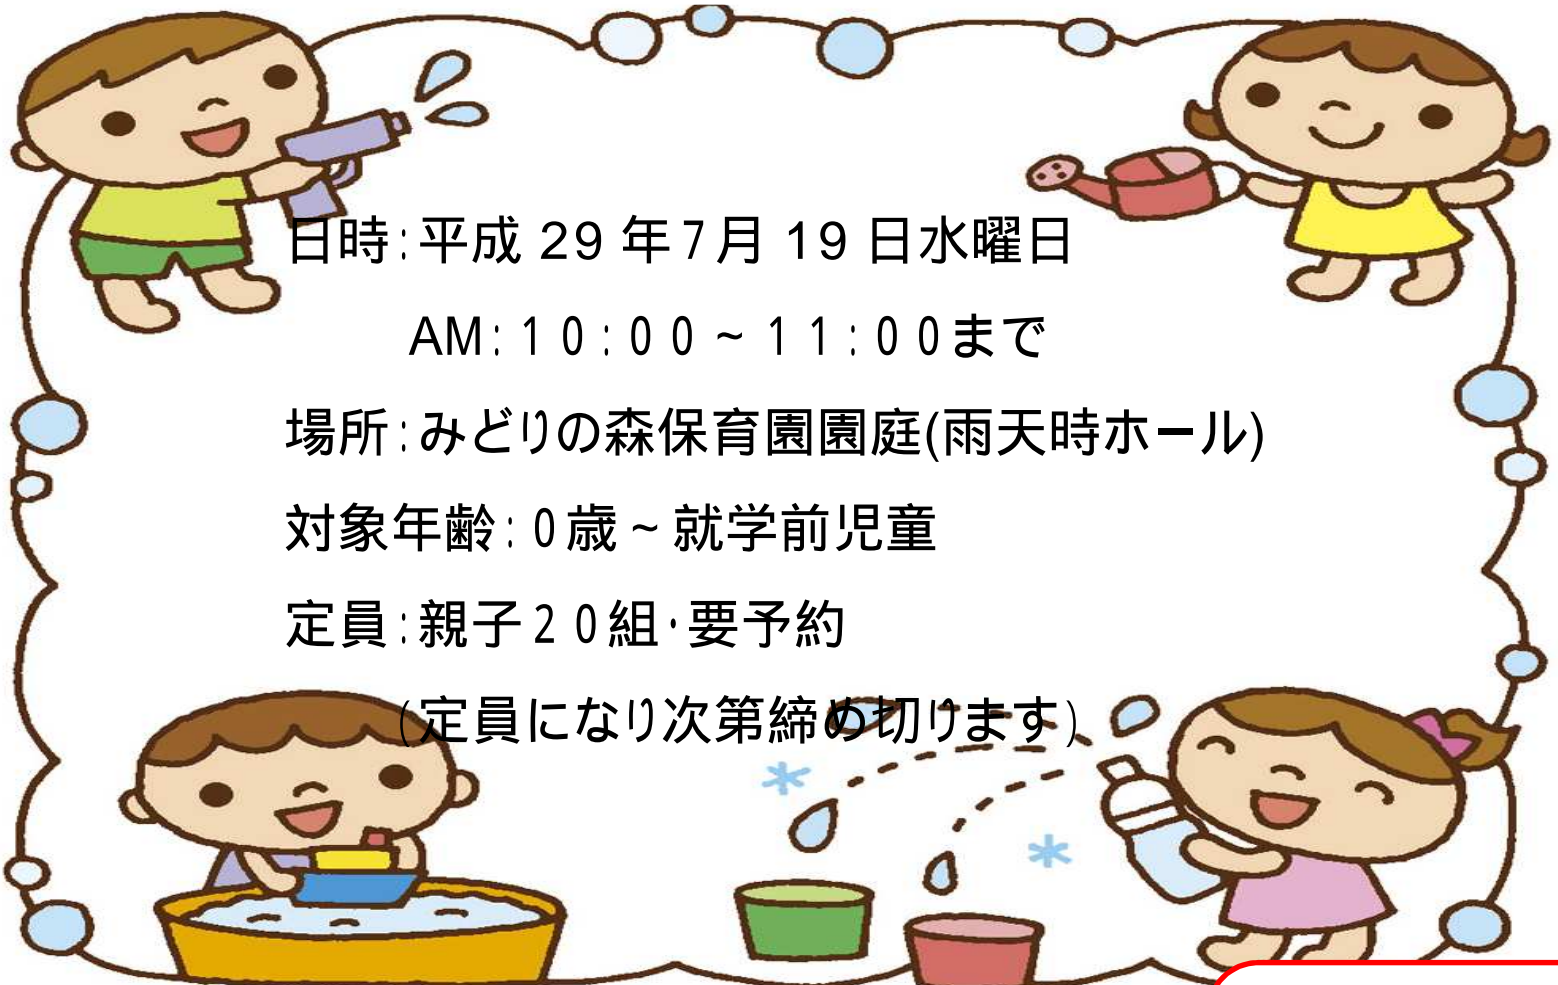 日時:平成 29 年7月 19 日水曜日
AM:10:00~11:00まで
場所:みどりの森保育園園庭(雨天時ホール)
対象年齢:0歳~就学前児童
定員:親子20組・要予約
(定員になり次第締め切ります)